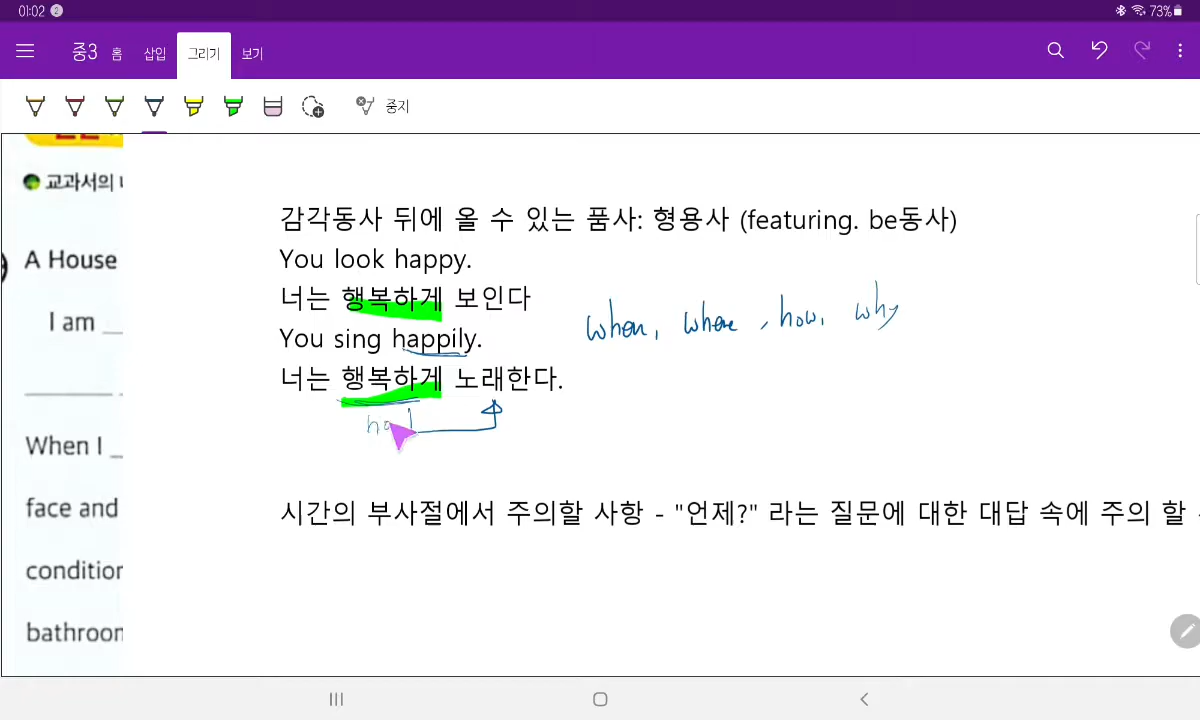 01:02 2 73%
중3 홈 삽입 그리기 보기
중지
교과서의
A House
I am __
When I _
face and
condition
bathroom
감각동사 뒤에 올 수 있는 품사: 형용사 (featuring. be동사)
You look happy.
너는 행복하게 보인다
You sing happily.
너는 행복하게 노래한다.
when, where, how, why
시간의 부사절에서 주의할 사항 - "언제?" 라는 질문에 대한 대답 속에 주의 할